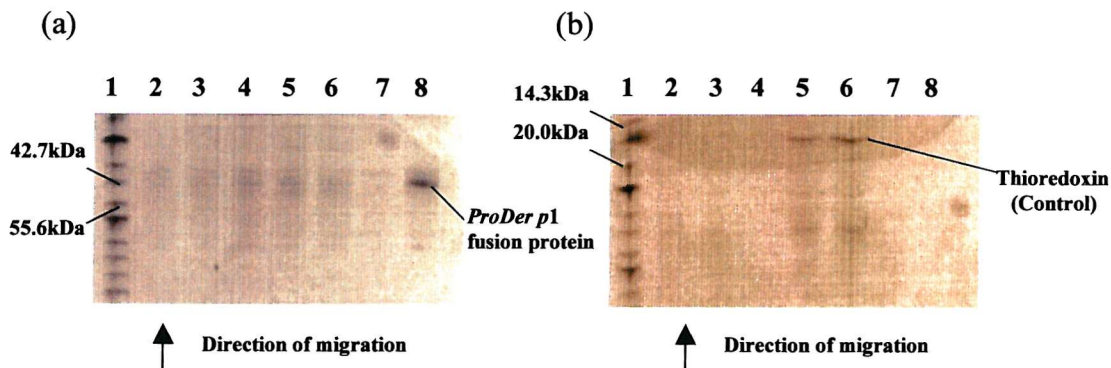 (a)
1 2 3 4 5 6 7 8
42.7kDa
55.6kDa
ProDer p1
fusion protein
Direction of migration
(b)
1 2 3 4 5 6 7 8
14.3kDa
20.0kDa
Thioredoxin
(Control)
Direction of migration